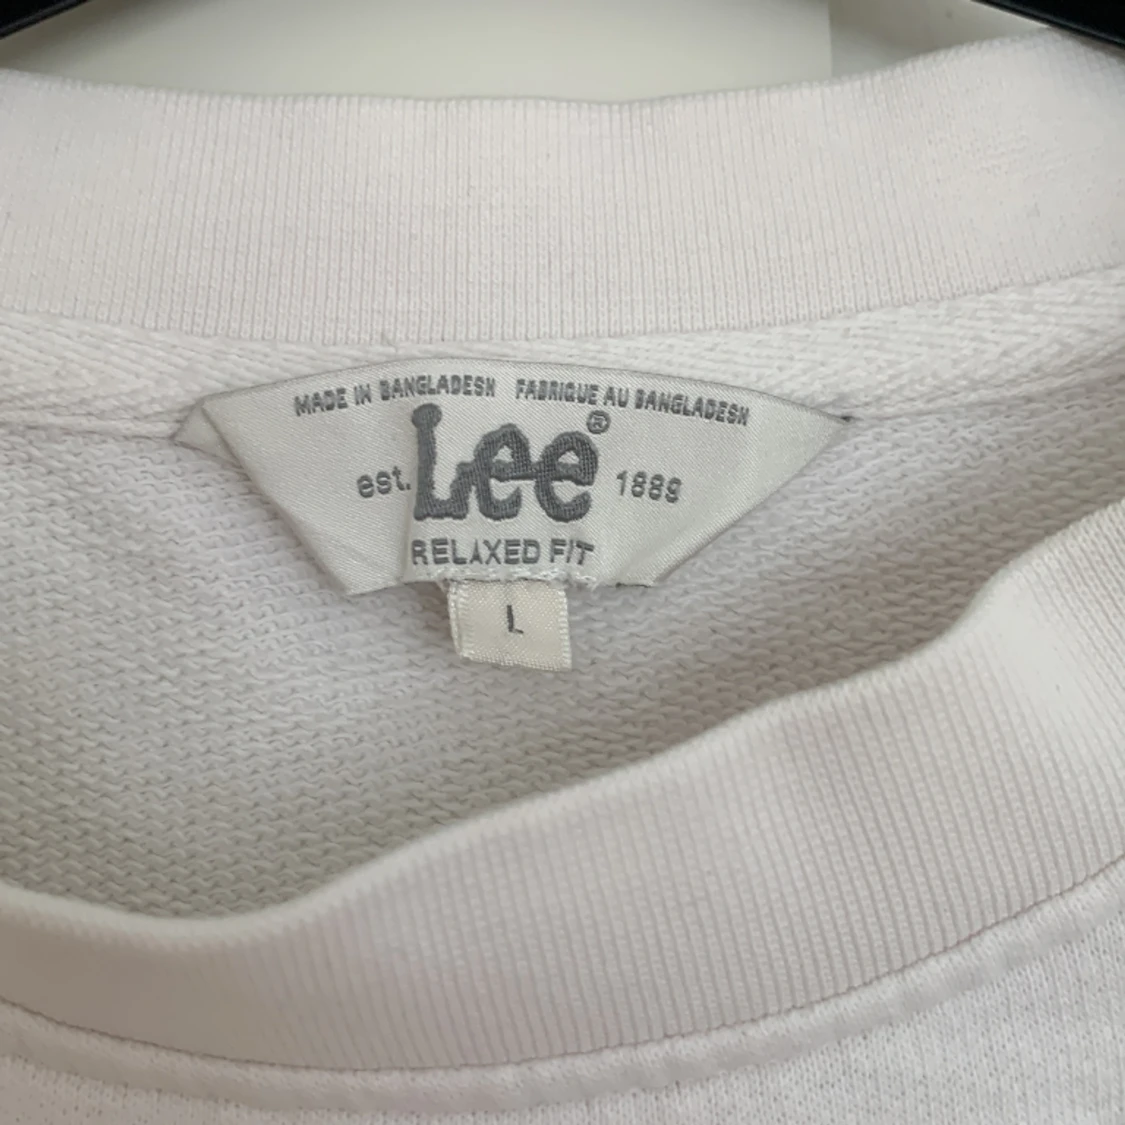 MADE IN BANGLADESH FABRIQUE AU BANGLADESH
est. Lee® 1889
RELAXED FIT
L